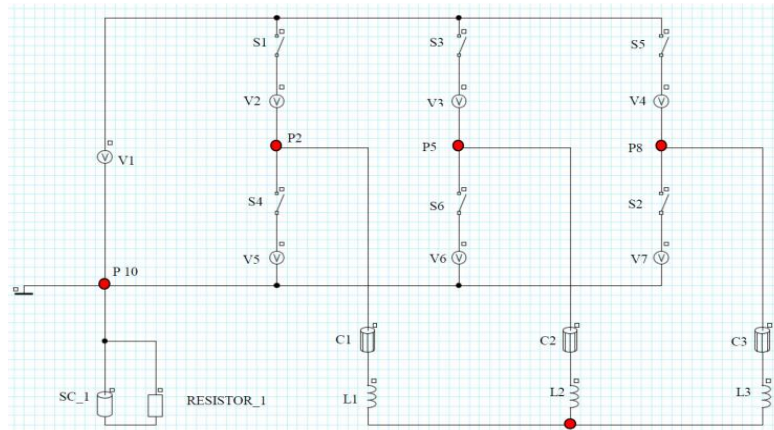 S1 S3 S5
V2 V3 V4
P2 P5 P8
V1
S4 S6 S2
V5 V6 V7
P 10
C1 C2 C3
SC_1 RESISTOR_1 L1 L2 L3